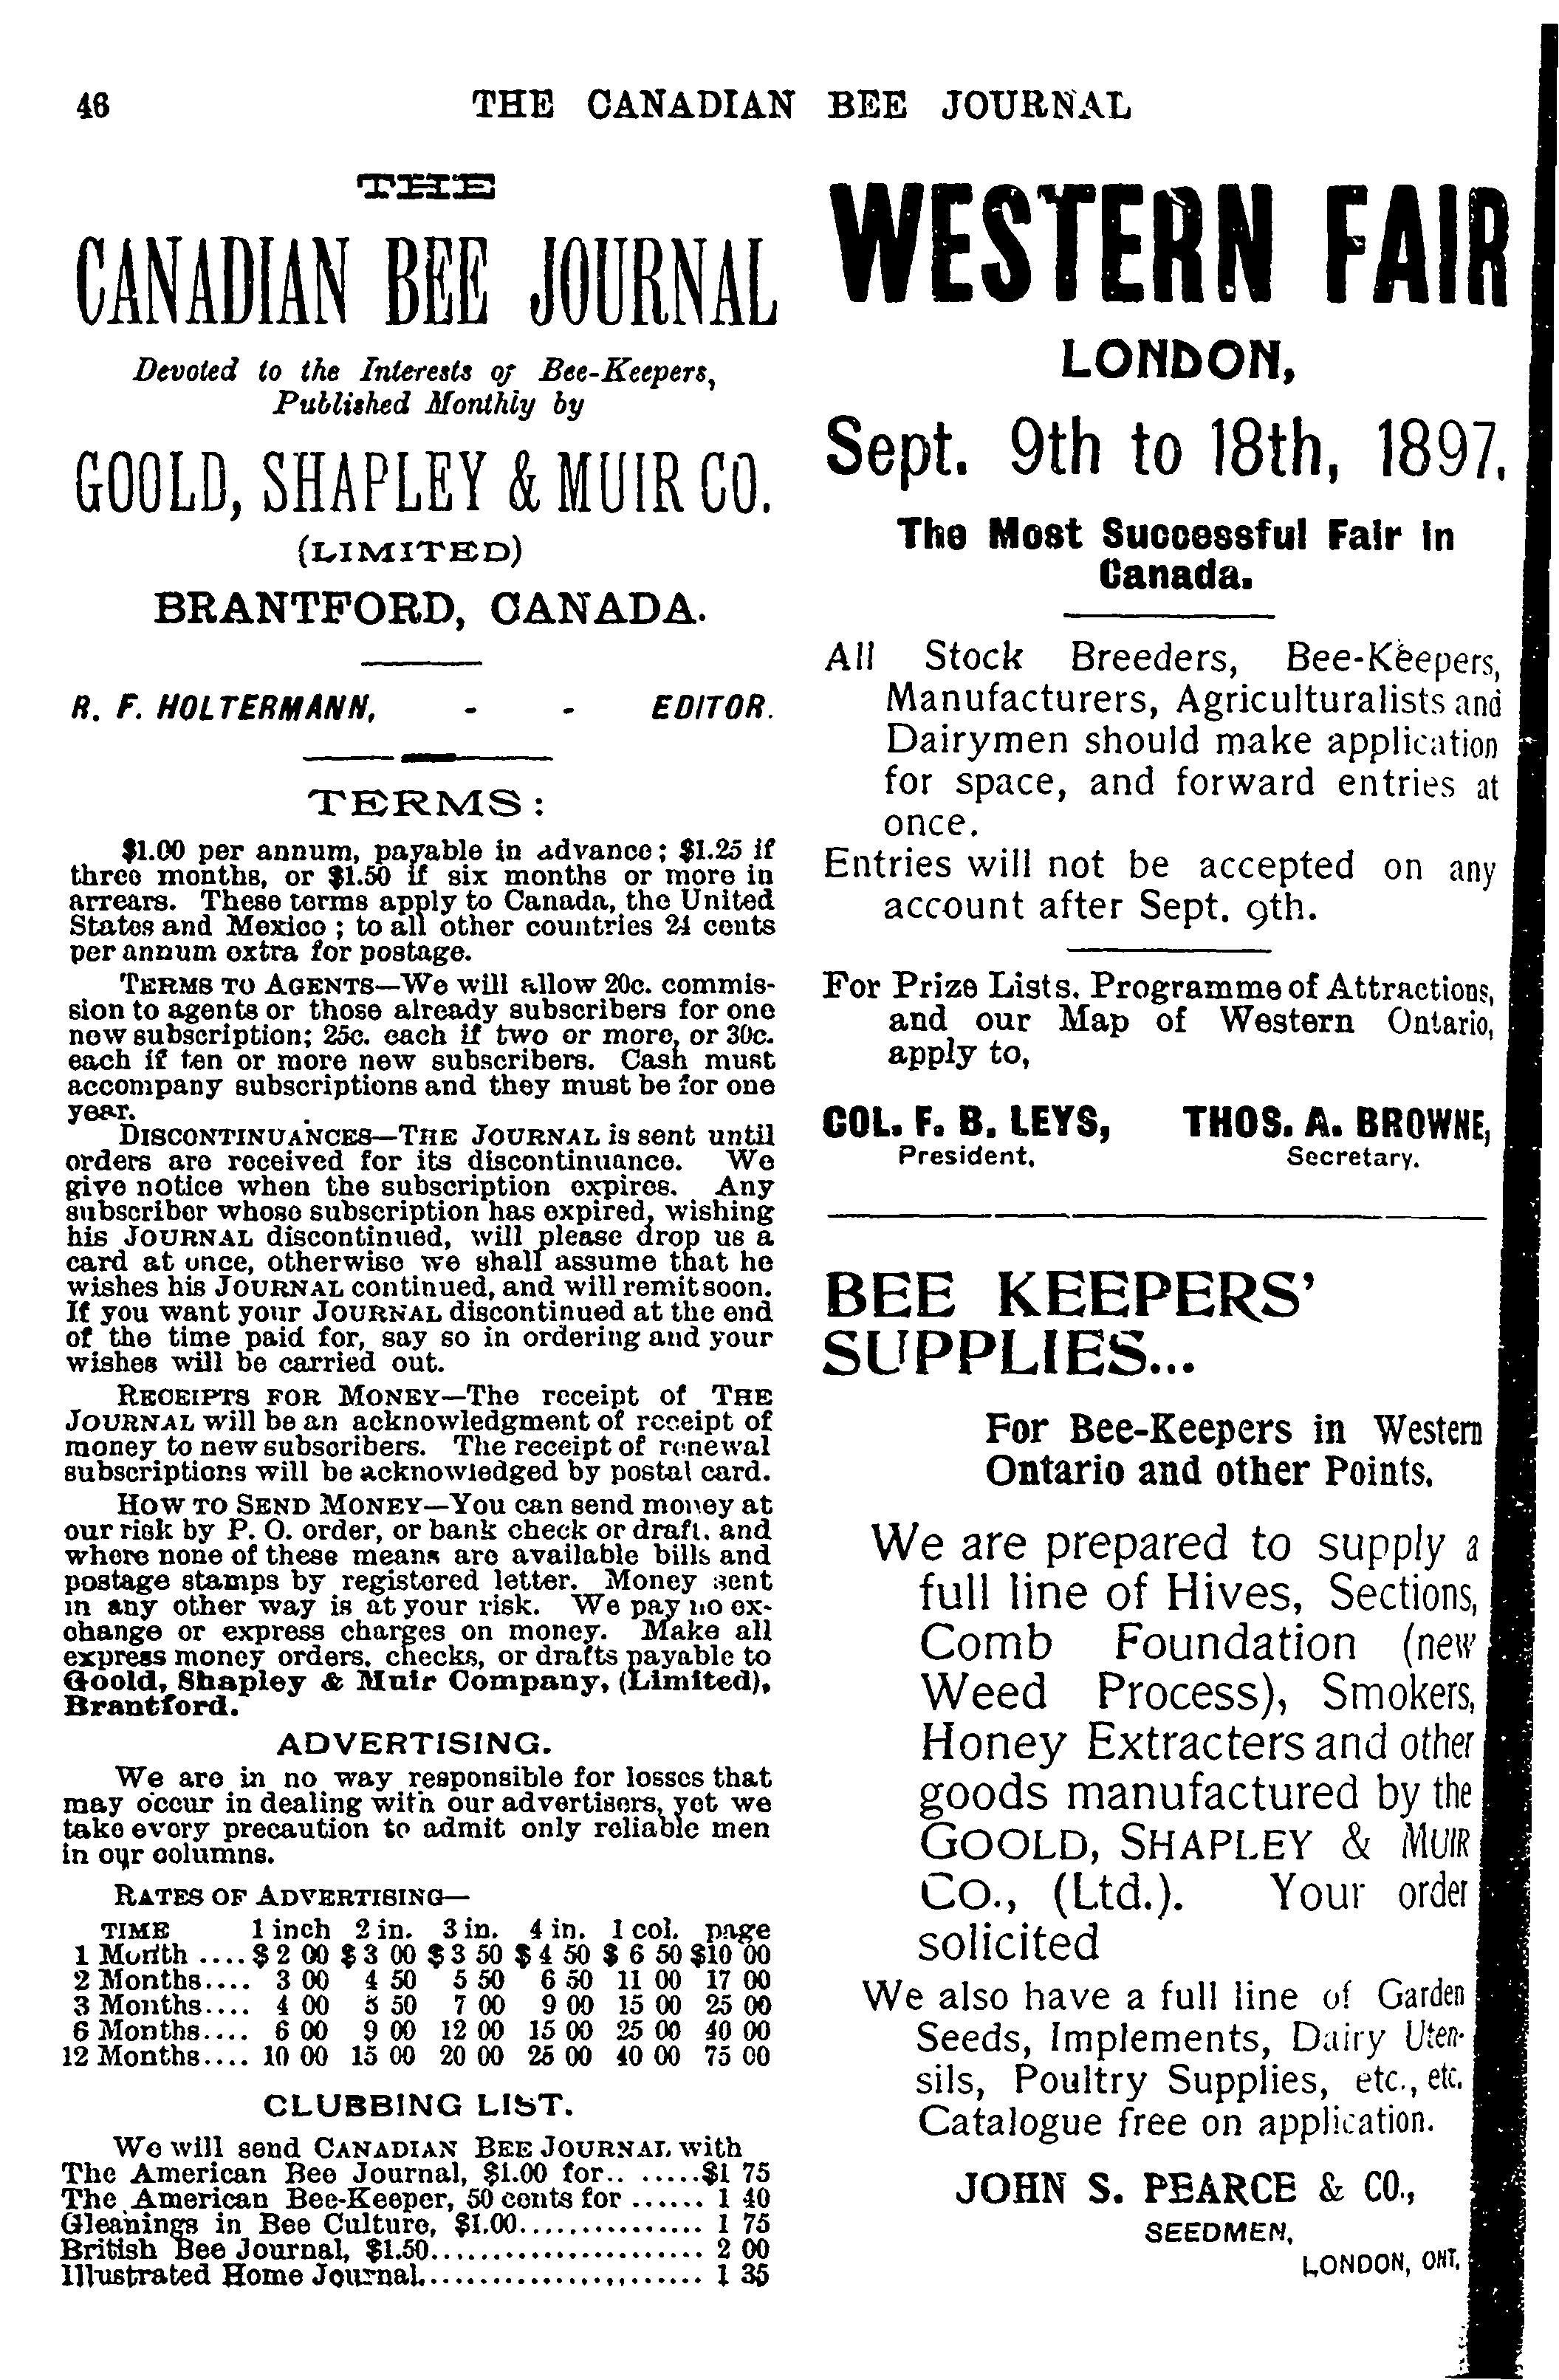 46 THE CANADIAN BEE JOURNAL
THE
CANADIAN BEE JOURNAL
Devoted to the Interests of Bee-Keepers,
Published Monthly by
GOOLD, SHAPLEY & MUIR CO.
(LIMITED)
BRANTFORD, CANADA.
R. F. HOLTERMANN, - - EDITOR.
TERMS:
$1.00 per annum, payable in advance; $1.25 if
three months, or $1.50 if six months or more in
arrears. These terms apply to Canada, the United
States and Mexico; to all other countries 24 cents
per annum extra for postage.
TERMS TO AGENTS—We will allow 20c. commis-
sion to agents or those already subscribers for one
new subscription; 25c. each if two or more, or 30c.
each if ten or more new subscribers. Cash must
accompany subscriptions and they must be for one
year.
DISCONTINUANCES—THE JOURNAL is sent until
orders are received for its discontinuance. We
give notice when the subscription expires. Any
subscriber whose subscription has expired, wishing
his JOURNAL discontinued, will please drop us a
card at once, otherwise we shall assume that he
wishes his JOURNAL continued, and will remit soon.
If you want your JOURNAL discontinued at the end
of the time paid for, say so in ordering and your
wishes will be carried out.
RECEIPTS FOR MONEY—The receipt of THE
JOURNAL will be an acknowledgment of receipt of
money to new subscribers. The receipt of renewal
subscriptions will be acknowledged by postal card.
HOW TO SEND MONEY—You can send money at
our risk by P. O. order, or bank check or draft, and
where none of these means are available bills and
postage stamps by registered letter. Money sent
in any other way is at your risk. We pay no ex-
change or express charges on money. Make all
express money orders, checks, or drafts payable to
Goold, Shapley & Muir Company, (Limited),
Brantford.
ADVERTISING.
We are in no way responsible for losses that
may occur in dealing with our advertisers, yet we
take every precaution to admit only reliable men
in our columns.
RATES OF ADVERTISING—
TIME 1 inch 2 in. 3 in. 4 in. 1 col. page
1 Month .... $ 2 00 $ 3 00 $ 3 50 $ 4 50 $ 6 50 $10 00
2 Months.... 3 00 4 50 5 50 6 50 11 00 17 00
3 Months.... 4 00 5 50 7 00 9 00 15 00 25 00
6 Months.... 6 00 9 00 12 00 15 00 25 00 40 00
12 Months.... 10 00 15 00 20 00 25 00 40 00 75 00
CLUBBING LIST.
We will send CANADIAN BEE JOURNAL with
The American Bee Journal, $1.00 for.. .....$1 75
The American Bee-Keeper, 50 cents for ...... 1 40
Gleanings in Bee Culture, $1.00................ 1 75
British Bee Journal, $1.50....................... 2 00
Illustrated Home Journal....................... 1 35
WESTERN FAIR
LONDON,
Sept. 9th to 18th, 1897.
The Most Successful Fair in
Canada.
All Stock Breeders, Bee-Keepers,
Manufacturers, Agriculturalists and
Dairymen should make application
for space, and forward entries at
once.
Entries will not be accepted on any
account after Sept. 9th.
For Prize Lists, Programme of Attractions,
and our Map of Western Ontario,
apply to,
COL. F. B. LEYS, THOS. A. BROWNE,
President. Secretary.
BEE KEEPERS'
SUPPLIES...
For Bee-Keepers in Western
Ontario and other Points.
We are prepared to supply a
full line of Hives, Sections,
Comb Foundation (new
Weed Process), Smokers,
Honey Extracters and other
goods manufactured by the
GOOLD, SHAPLEY & MUIR
CO., (Ltd.). Your order
solicited
We also have a full line of Garden
Seeds, Implements, Dairy Uten-
sils, Poultry Supplies, etc., etc.
Catalogue free on application.
JOHN S. PEARCE & CO.,
SEEDMEN,
LONDON, ONT.